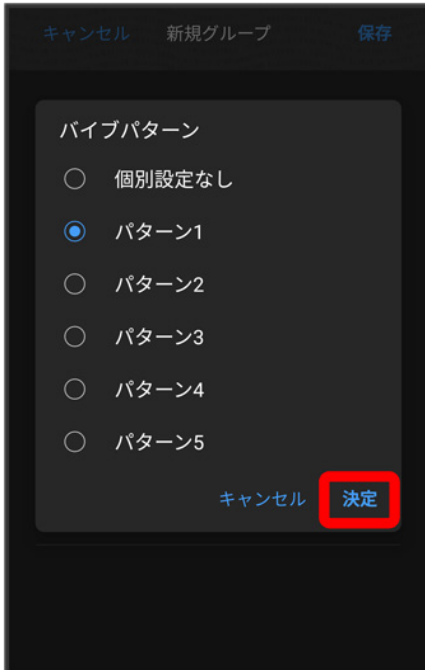 キャンセル 新規グループ 保存
バイブパターン
個別設定なし
パターン1
パターン2
パターン3
パターン4
パターン5
キャンセル 決定